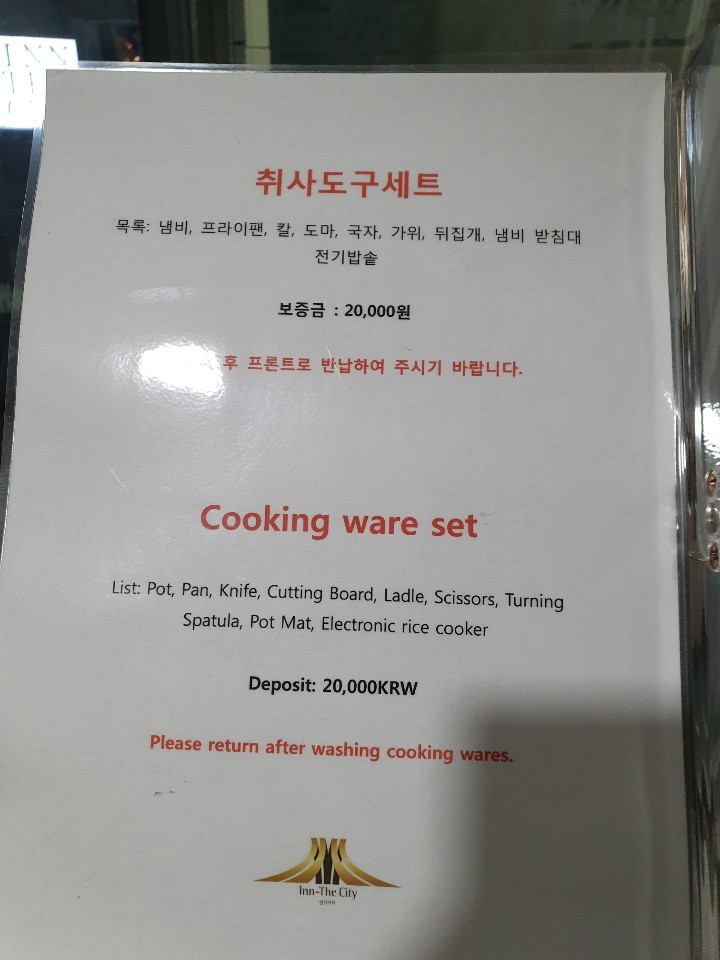 취사도구세트
목록: 냄비, 프라이팬, 칼, 도마, 국자, 가위, 뒤집개, 냄비 받침대
전기밥솥
보증금 : 20,000원
후 프론트로 반납하여 주시기 바랍니다.
Cooking ware set
List: Pot, Pan, Knife, Cutting Board, Ladle, Scissors, Turning
Spatula, Pot Mat, Electronic rice cooker
Deposit: 20,000KRW
Please return after washing cooking wares.
Inn-The City